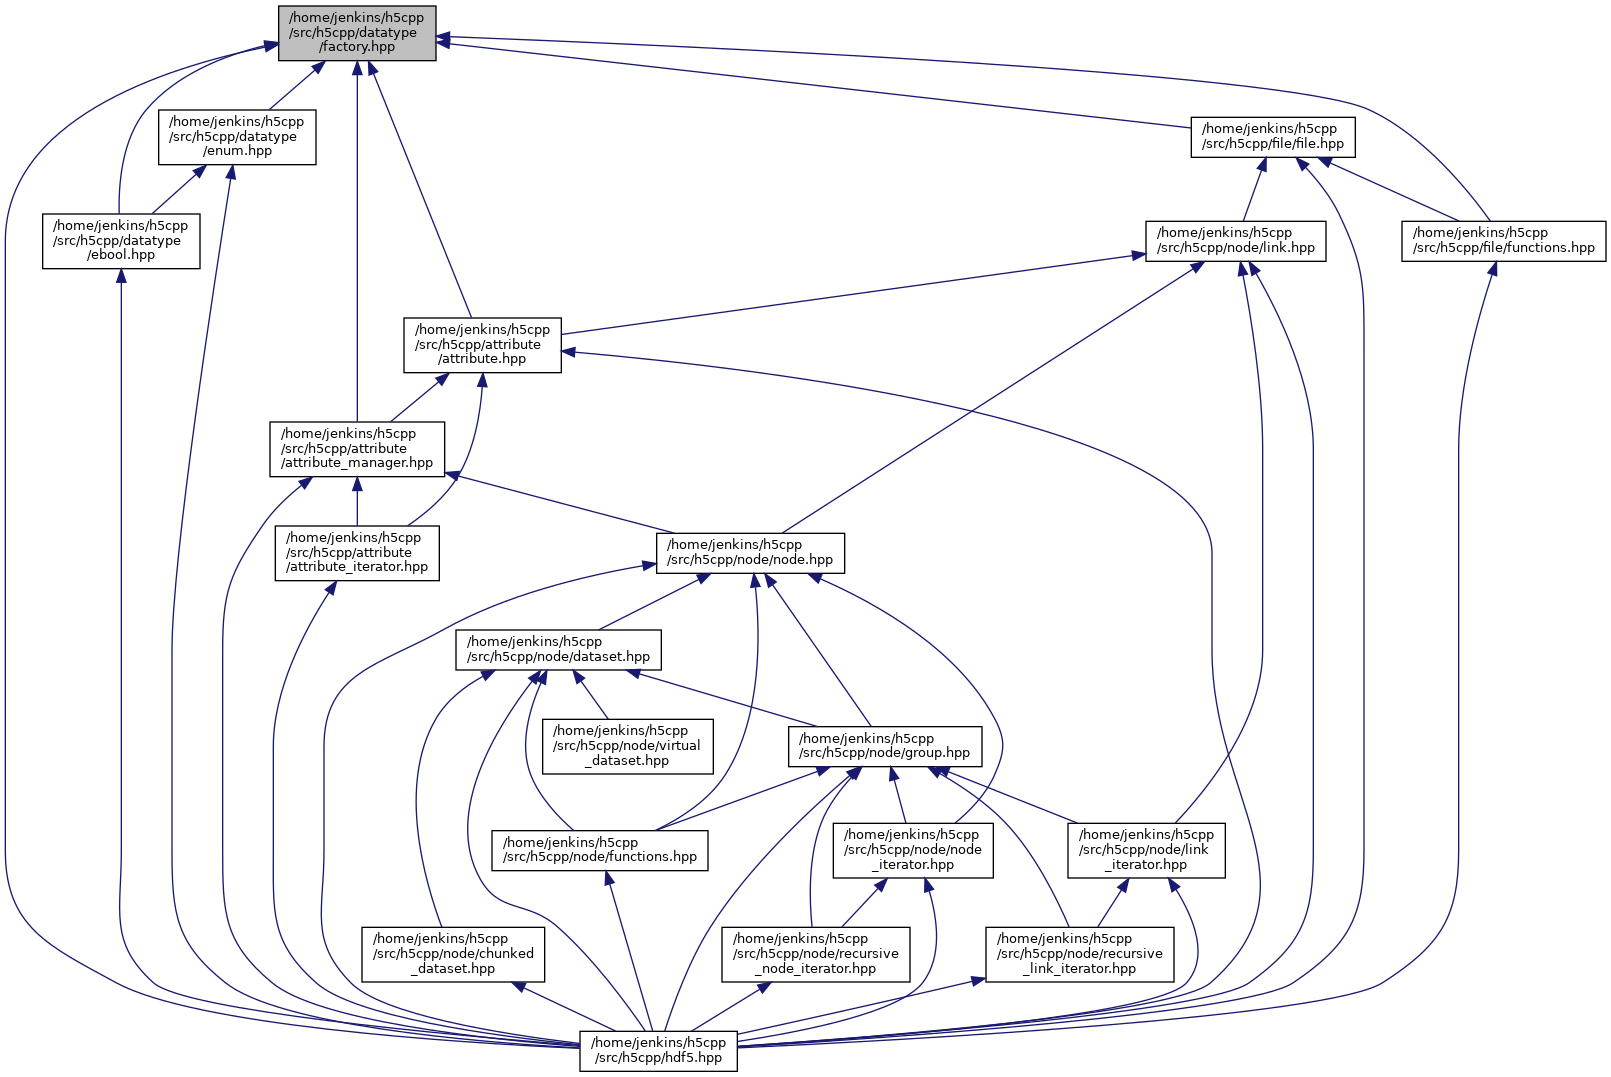 /home/jenkins/h5cpp
/src/h5cpp/datatype
/factory.hpp
/home/jenkins/h5cpp
/src/h5cpp/datatype
/enum.hpp
/home/jenkins/h5cpp
/src/h5cpp/file/file.hpp
/home/jenkins/h5cpp
/src/h5cpp/datatype
/ebool.hpp
/home/jenkins/h5cpp
/src/h5cpp/node/link.hpp
/home/jenkins/h5cpp
/src/h5cpp/file/functions.hpp
/home/jenkins/h5cpp
/src/h5cpp/attribute
/attribute.hpp
/home/jenkins/h5cpp
/src/h5cpp/attribute
/attribute_manager.hpp
/home/jenkins/h5cpp
/src/h5cpp/attribute
/attribute_iterator.hpp
/home/jenkins/h5cpp
/src/h5cpp/node/node.hpp
/home/jenkins/h5cpp
/src/h5cpp/node/dataset.hpp
/home/jenkins/h5cpp
/src/h5cpp/node/virtual
_dataset.hpp
/home/jenkins/h5cpp
/src/h5cpp/node/group.hpp
/home/jenkins/h5cpp
/src/h5cpp/node/functions.hpp
/home/jenkins/h5cpp
/src/h5cpp/node/node
_iterator.hpp
/home/jenkins/h5cpp
/src/h5cpp/node/link
_iterator.hpp
/home/jenkins/h5cpp
/src/h5cpp/node/chunked
_dataset.hpp
/home/jenkins/h5cpp
/src/h5cpp/node/recursive
_node_iterator.hpp
/home/jenkins/h5cpp
/src/h5cpp/node/recursive
_link_iterator.hpp
/home/jenkins/h5cpp
/src/h5cpp/hdf5.hpp